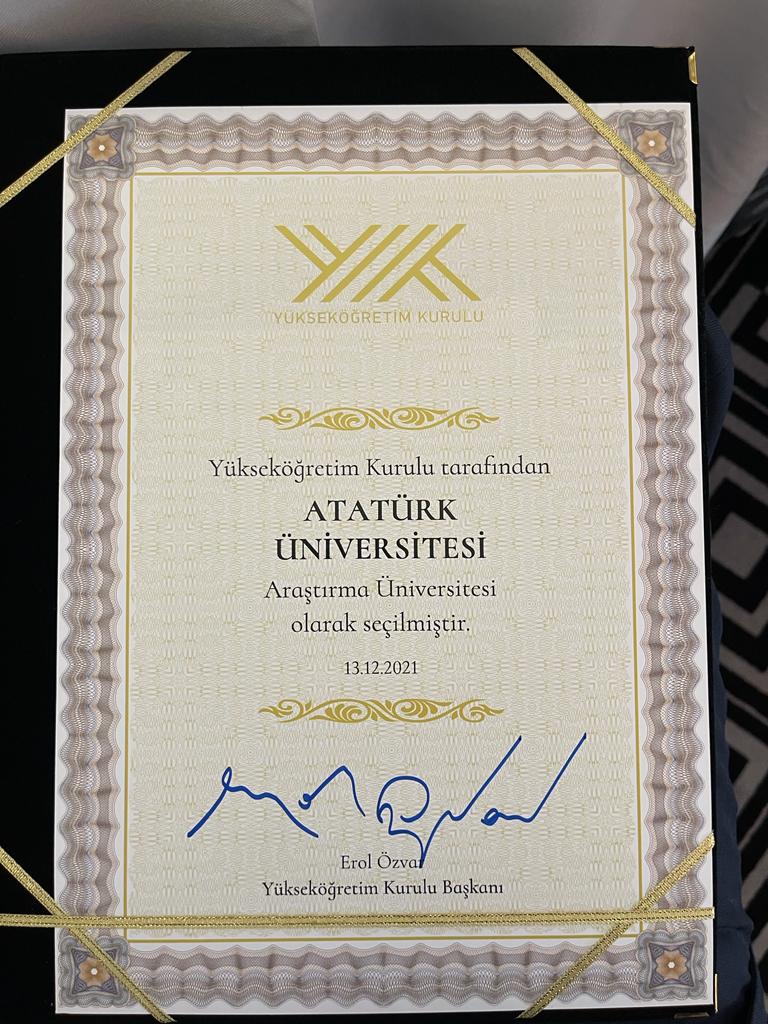 YÖK
YÜKSEKÖĞRETİM KURULU
Yükseköğretim Kurulu tarafından
ATATÜRK
ÜNİVERSİTESİ
Araştırma Üniversitesi
olarak seçilmiştir.
13.12.2021
Erol Özvar
Yükseköğretim Kurulu Başkanı